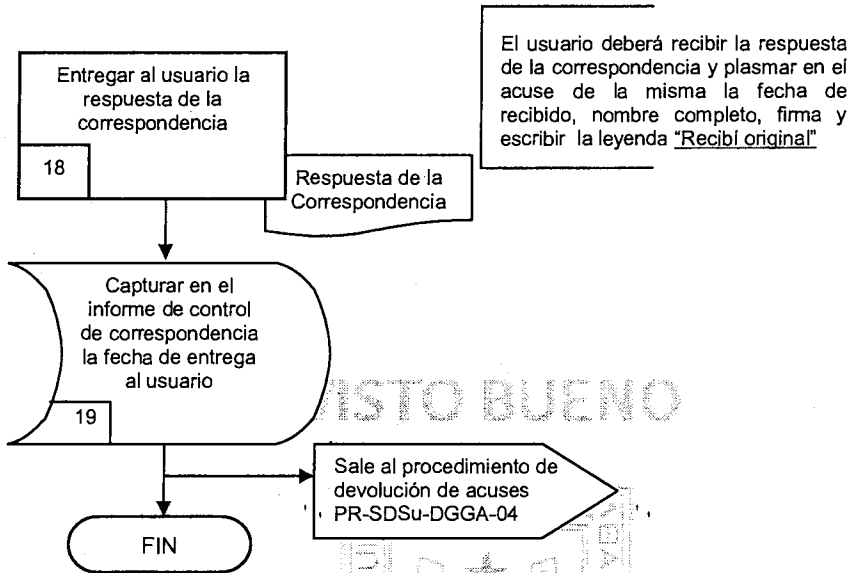 Entregar al usuario la
respuesta de la
correspondencia
18
Respuesta de la
Correspondencia
El usuario deberá recibir la respuesta
de la correspondencia y plasmar en el
acuse de la misma la fecha de
recibido, nombre completo, firma y
escribir la leyenda "Recibí original"
Capturar en el
informe de control
de correspondencia
la fecha de entrega
al usuario
19
VISTO BUENO
Sale al procedimiento de
devolución de acuses
PR-SDSu-DGGA-04
FIN